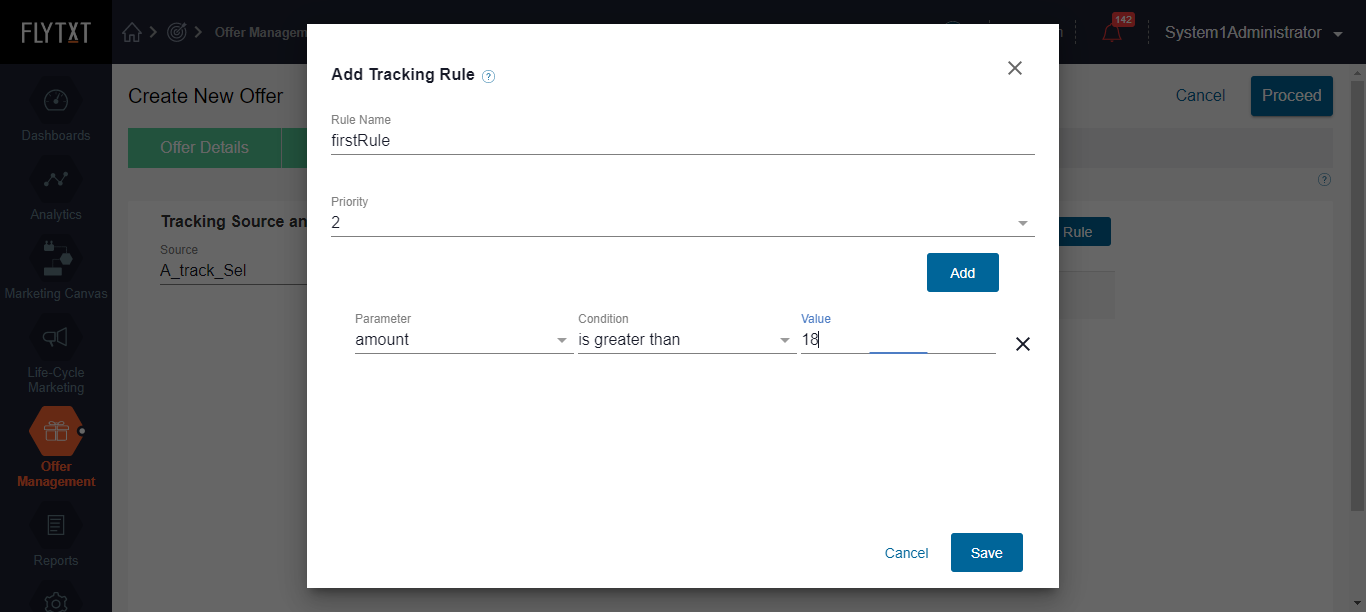 FLYTXT
Offer Managem
142
System1Administrator
Dashboards
Analytics
Marketing Canvas
Life-Cycle
Marketing
Offer
Management
Reports
Create New Offer
Cancel
Proceed
Offer Details
Tracking Source an
Source
A_track_Sel
Rule
Add Tracking Rule ?
Rule Name
firstRule
Priority
2
Add
Parameter
amount
Condition
is greater than
Value
18
Cancel
Save